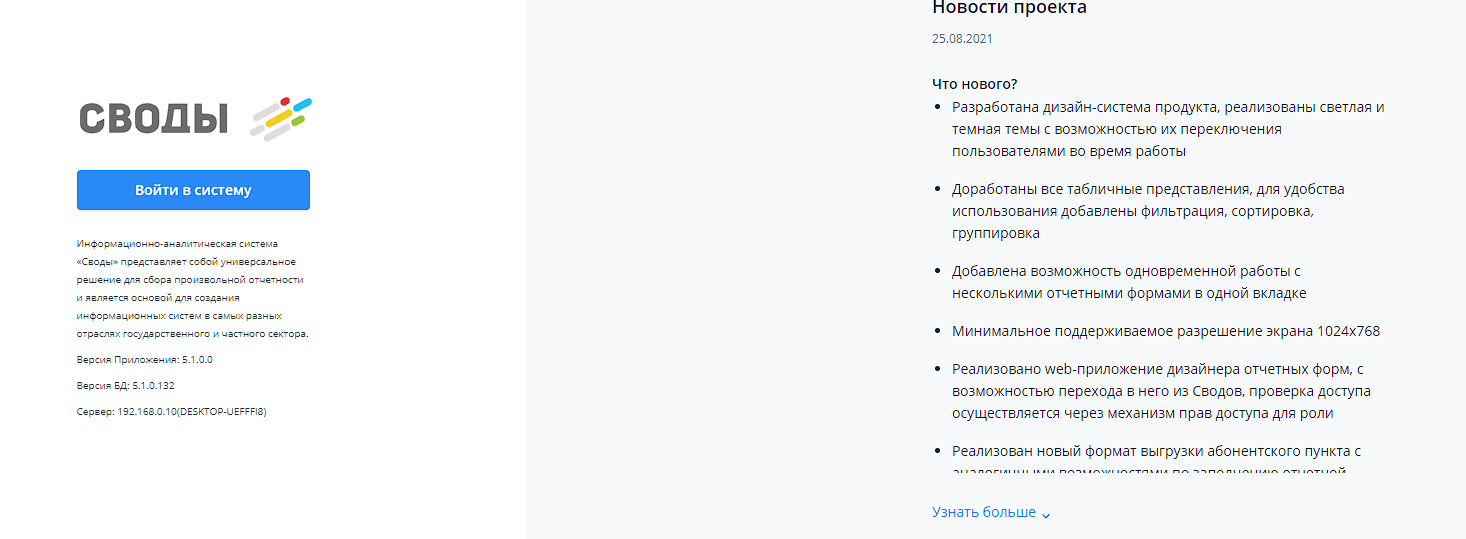 СВОДЫ
Войти в систему
Информационно-аналитическая система
«Своды» представляет собой универсальное
решение для сбора произвольной отчетности
и является основой для создания
информационных систем в самых разных
отраслях государственного и частного сектора.
Версия Приложения: 5.1.0.0
Версия БД: 5.1.0.132
Сервер: 192.168.0.10(DESKTOP-UEFFFI8)
Новости проекта
25.08.2021
Что нового?
Разработана дизайн-система продукта, реализованы светлая и
темная темы с возможностью их переключения
пользователями во время работы
Доработаны все табличные представления, для удобства
использования добавлены фильтрация, сортировка,
группировка
Добавлена возможность одновременной работы с
несколькими отчетными формами в одной вкладке
Минимальное поддерживаемое разрешение экрана 1024x768
Реализовано web-приложение дизайнера отчетных форм, с
возможностью перехода в него из Сводов, проверка доступа
осуществляется через механизм прав доступа для роли
Реализован новый формат выгрузки абонентского пункта с
аналогичными возможностями по заполнению отчетной
Узнать больше